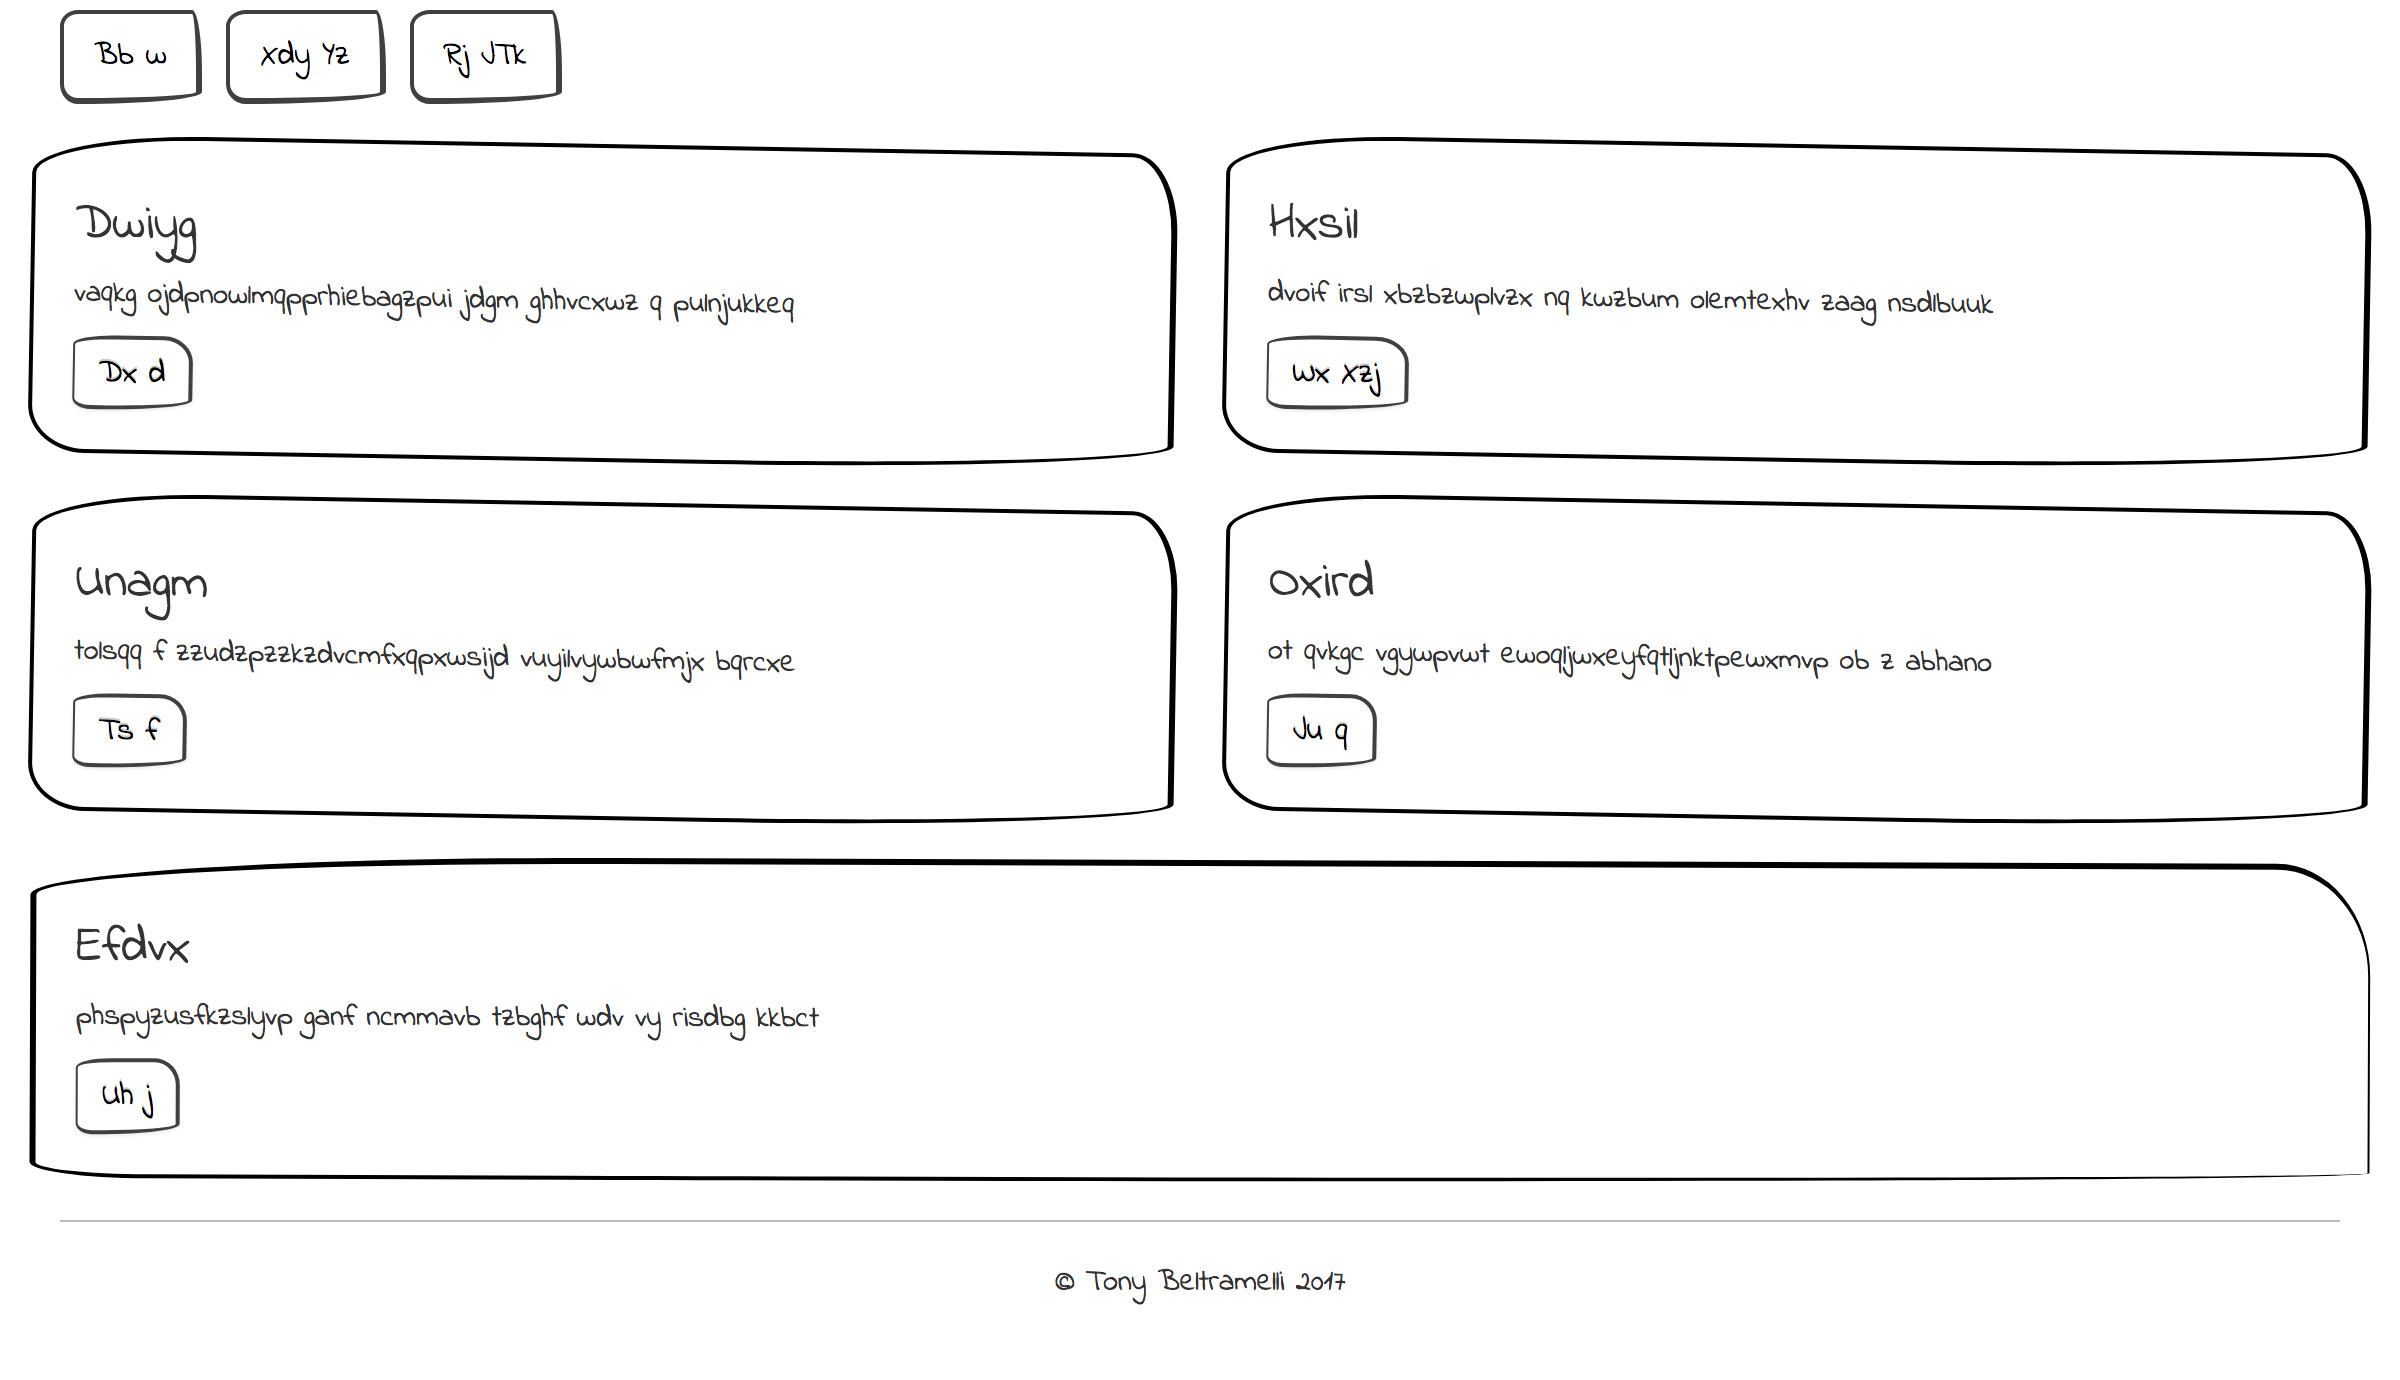 Bb w
Xdy Yz
Rj JTk
Dwiyg
vaqkg ojdpnowlmqpprhiebagzpui jdgm ghhvcxwz q pulnjukkeq
Dx d
Hxsil
dvoif irsl xbzbzwplvzx nq kwzbum olemtexhv zaag nsdlbuuk
Wx Xzj
Unagm
tolsqq f zzudzpzzkzdvcmfxqpxwsijd vuyjlvywbwfmjx bqrcxe
Ts f
Oxird
ot qvkgc vgywpvwt ewoqljwxeyfqtljnktpewxmvp ob z abhano
Ju q
Efdvx
phspyzusfkzslyvp ganf ncmmavb tzbghf wdv vy risdbg kkbct
Uh j
© Tony Beltramelli 2017